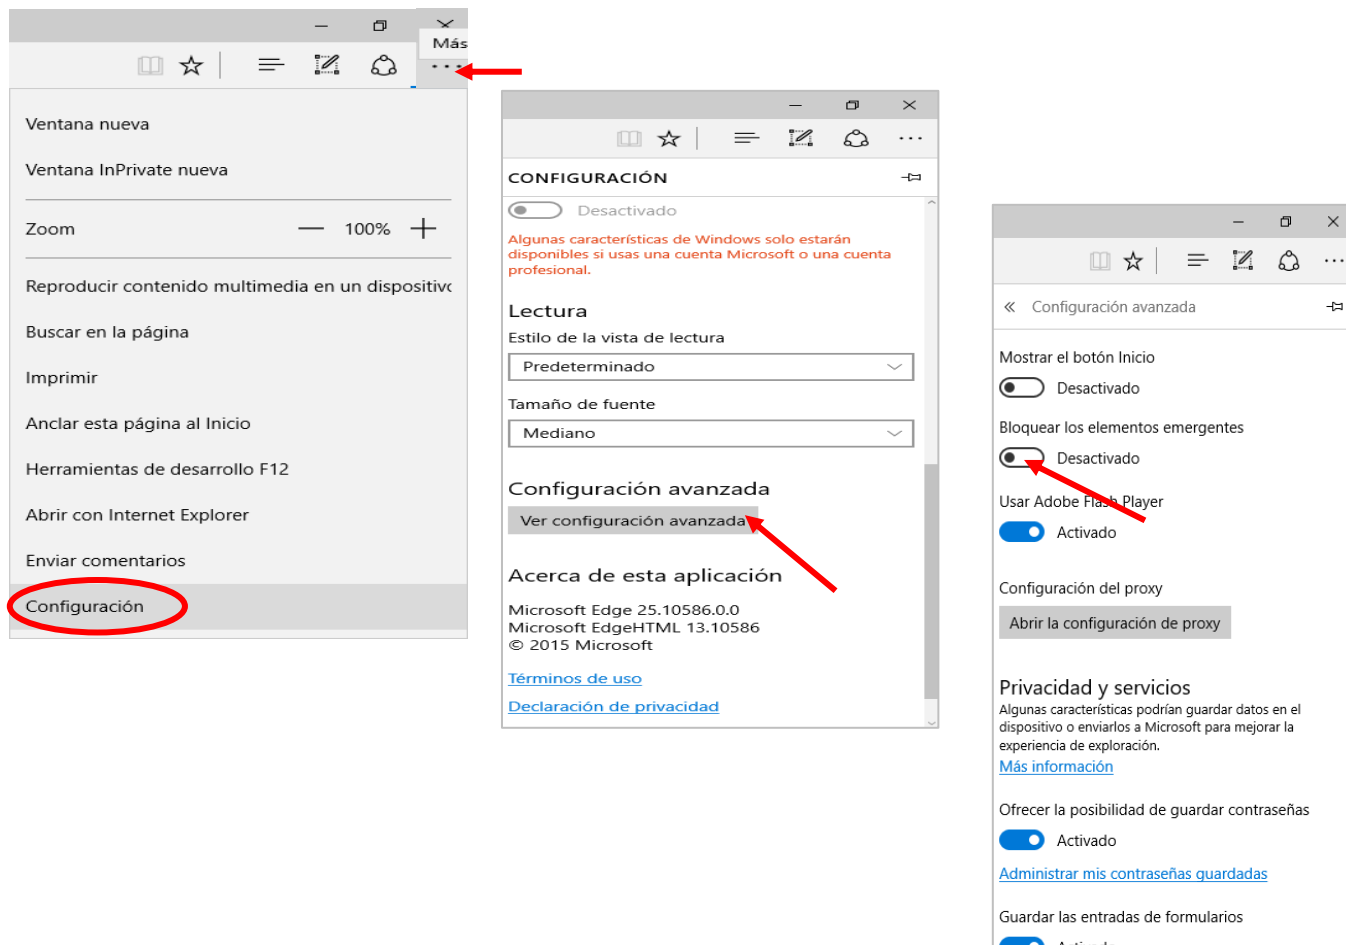 Más
Ventana nueva
Ventana InPrivate nueva
Zoom
100%
Reproducir contenido multimedia en un dispositivo
Buscar en la página
Imprimir
Anclar esta página al Inicio
Herramientas de desarrollo F12
Abrir con Internet Explorer
Enviar comentarios
Configuración
CONFIGURACIÓN
Desactivado
Algunas características de Windows solo estarán
disponibles si usas una cuenta Microsoft o una cuenta
profesional.
Lectura
Estilo de la vista de lectura
Predeterminado
Tamaño de fuente
Mediano
Configuración avanzada
Ver configuración avanzada
Acerca de esta aplicación
Microsoft Edge 25.10586.0.0
Microsoft EdgeHTML 13.10586
© 2015 Microsoft
Términos de uso
Declaración de privacidad
« Configuración avanzada
Mostrar el botón Inicio
Desactivado
Bloquear los elementos emergentes
Desactivado
Usar Adobe Flash Player
Activado
Configuración del proxy
Abrir la configuración de proxy
Privacidad y servicios
Algunas características podrían guardar datos en el
dispositivo o enviarlos a Microsoft para mejorar la
experiencia de exploración.
Más información
Ofrecer la posibilidad de guardar contraseñas
Activado
Administrar mis contraseñas guardadas
Guardar las entradas de formularios